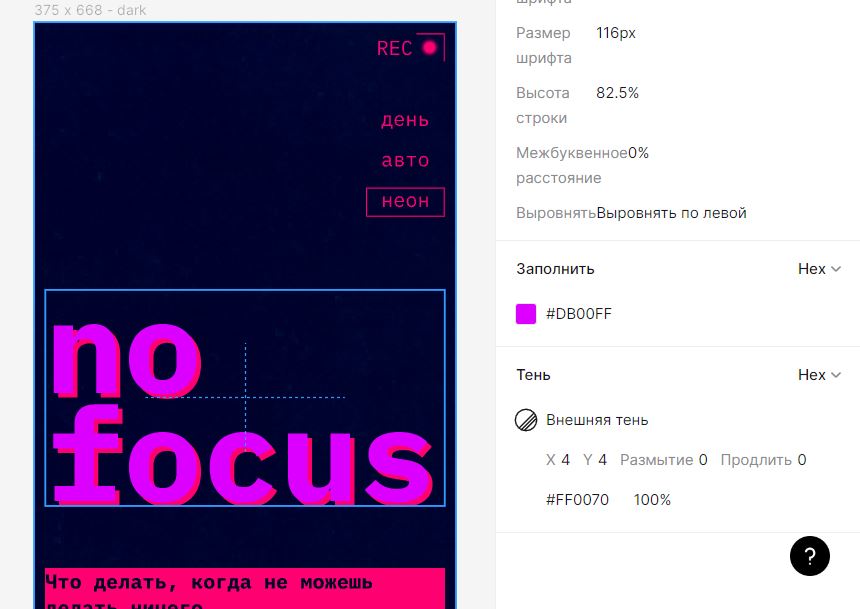 375 x 668 - dark
REC
день
авто
неон
no
focus
Что делать, когда не можешь
делать ничего
шрифта
Размер шрифта 116px
Высота строки 82.5%
Межбуквенное расстояние 0%
Выровнять Выровнять по левой
Заполнить Hex
#DB00FF
Тень Hex
Внешняя тень
X 4 Y 4 Размытие 0 Продлить 0
#FF0070 100%
?